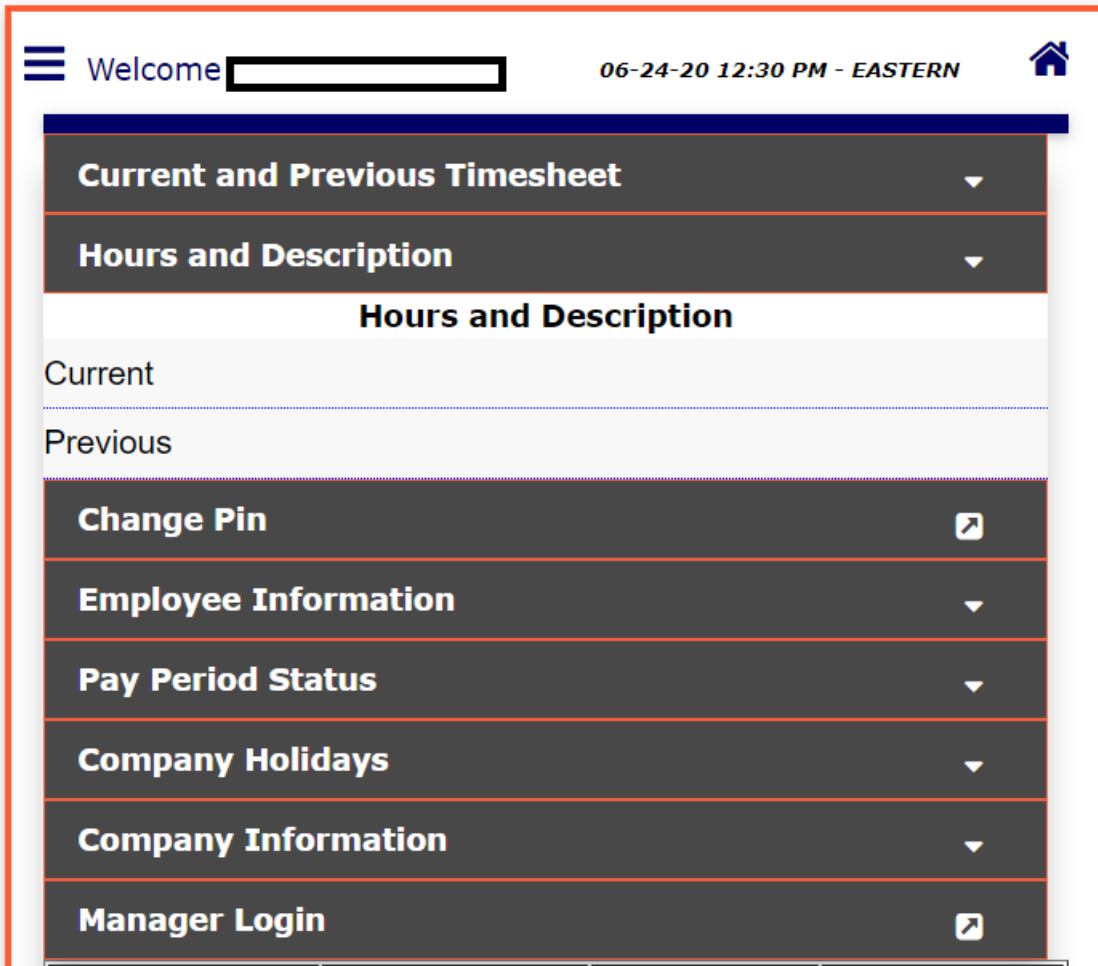 Welcome 06-24-20 12:30 PM - EASTERN
Current and Previous Timesheet
Hours and Description
Hours and Description
Current
Previous
Change Pin
Employee Information
Pay Period Status
Company Holidays
Company Information
Manager Login